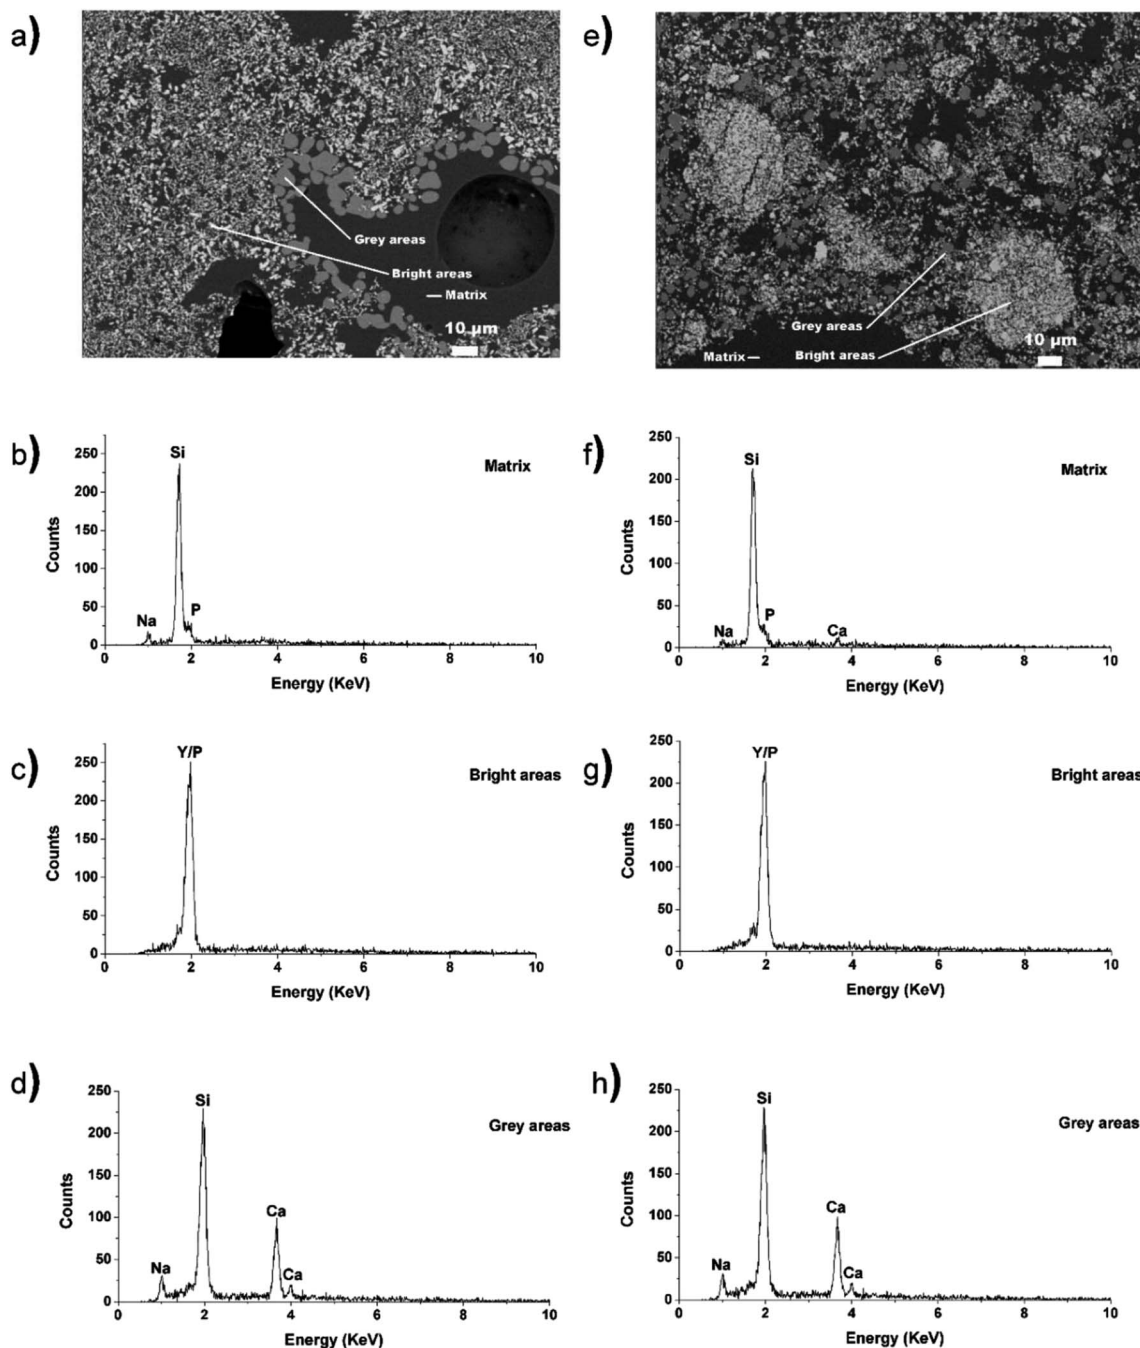 a)
Grey areas
Bright areas
Matrix
10 µm
e)
Grey areas
Matrix
Bright areas
10 µm
b)
Counts
250
200
150
100
50
0
Si
Na
P
Matrix
0 2 4 6 8 10
Energy (KeV)
f)
Counts
250
200
150
100
50
0
Si
Na
P
Ca
Matrix
0 2 4 6 8 10
Energy (KeV)
c)
Counts
250
200
150
100
50
0
Y/P
Bright areas
0 2 4 6 8 10
Energy (KeV)
g)
Counts
250
200
150
100
50
0
Y/P
Bright areas
0 2 4 6 8 10
Energy (KeV)
d)
Counts
250
200
150
100
50
0
Si
Na
Ca
Ca
Grey areas
0 2 4 6 8 10
Energy (KeV)
h)
Counts
250
200
150
100
50
0
Si
Na
Ca
Ca
Grey areas
0 2 4 6 8 10
Energy (KeV)